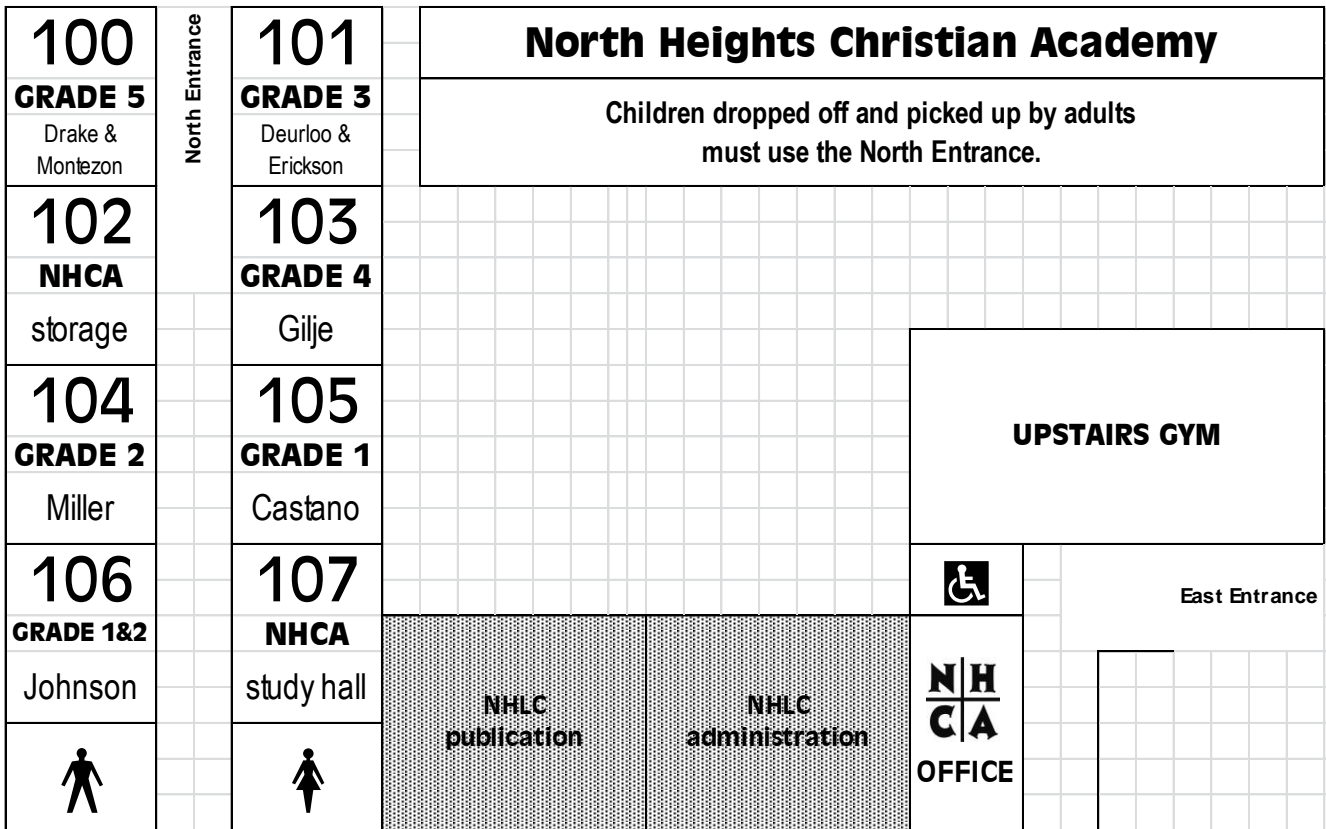 100
GRADE 5
Drake &
Montezon
North Entrance
101
GRADE 3
Deurloo &
Erickson
North Heights Christian Academy
Children dropped off and picked up by adults
must use the North Entrance.
102
NHCA
storage
103
GRADE 4
Gilje
104
GRADE 2
Miller
105
GRADE 1
Castano
UPSTAIRS GYM
106
GRADE 1&2
Johnson
107
NHCA
study hall
East Entrance
NHLC
publication
NHLC
administration
N H
C A
OFFICE